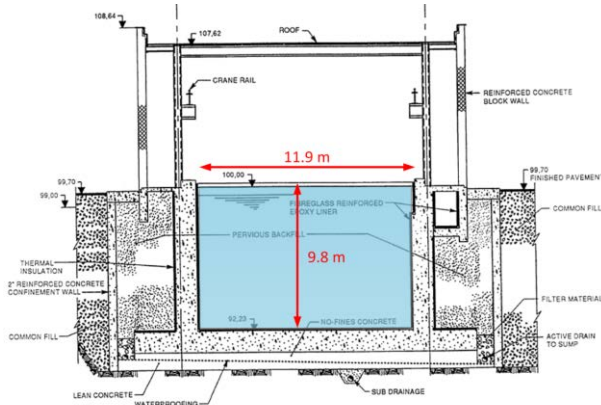 108,64
107,62
ROOF
CRANE RAIL
REINFORCED CONCRETE
BLOCK WALL
11.9 m
100,00
99,70
99,00
99,70
FINISHED PAVEMENT
COMMON FILL
FIBREGLASS REINFORCED
EPOXY LINER
PERVIOUS BACKFILL
9.8 m
THERMAL
INSULATION
2" REINFORCED CONCRETE
CONFINEMENT WALL
92,23
NO-FINES CONCRETE
FILTER MATERIAL
COMMON FILL
ACTIVE DRAIN
TO SUMP
LEAN CONCRETE
WATERPROOFING
SUB DRAINAGE